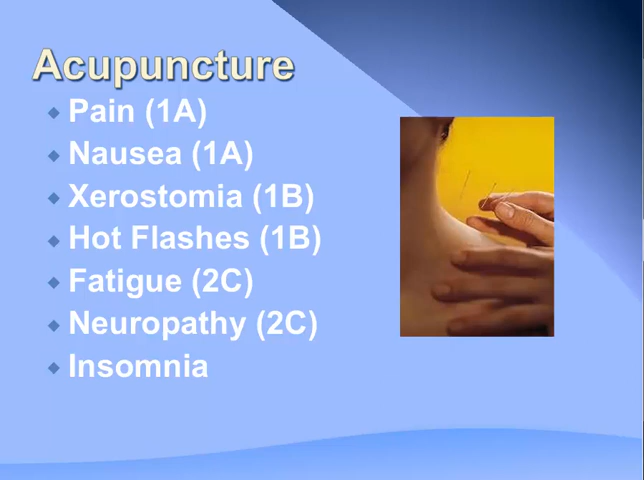 Acupuncture
Pain (1A)
Nausea (1A)
Xerostomia (1B)
Hot Flashes (1B)
Fatigue (2C)
Neuropathy (2C)
Insomnia